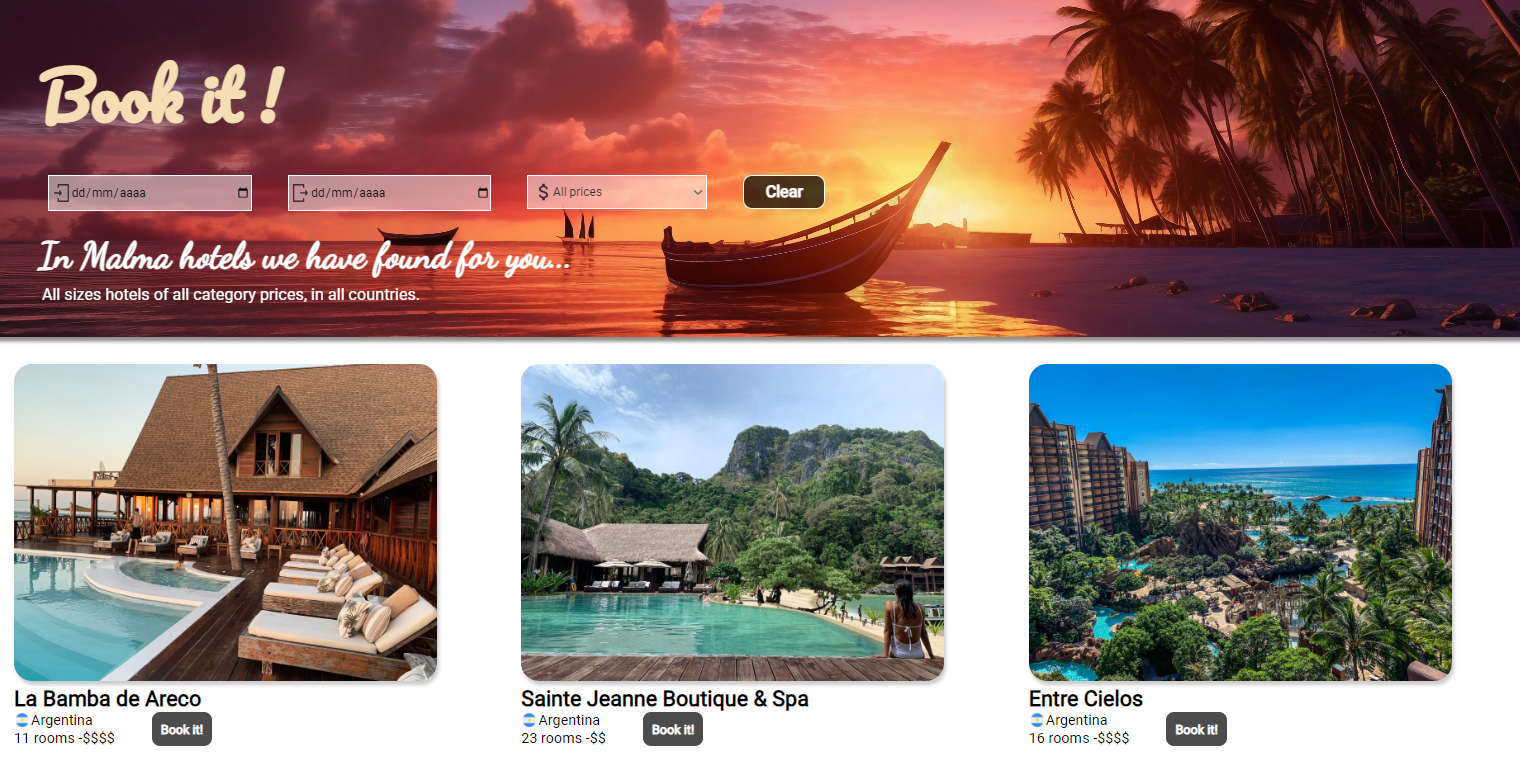 Book it !
dd/mm/aaaa
dd/mm/aaaa
$ All prices
Clear
In Malma hotels we have found for you...
All sizes hotels of all category prices, in all countries.
La Bamba de Areco
Argentina
11 rooms -$$$$
Book it!
Sainte Jeanne Boutique & Spa
Argentina
23 rooms -$$
Book it!
Entre Cielos
Argentina
16 rooms -$$$$
Book it!